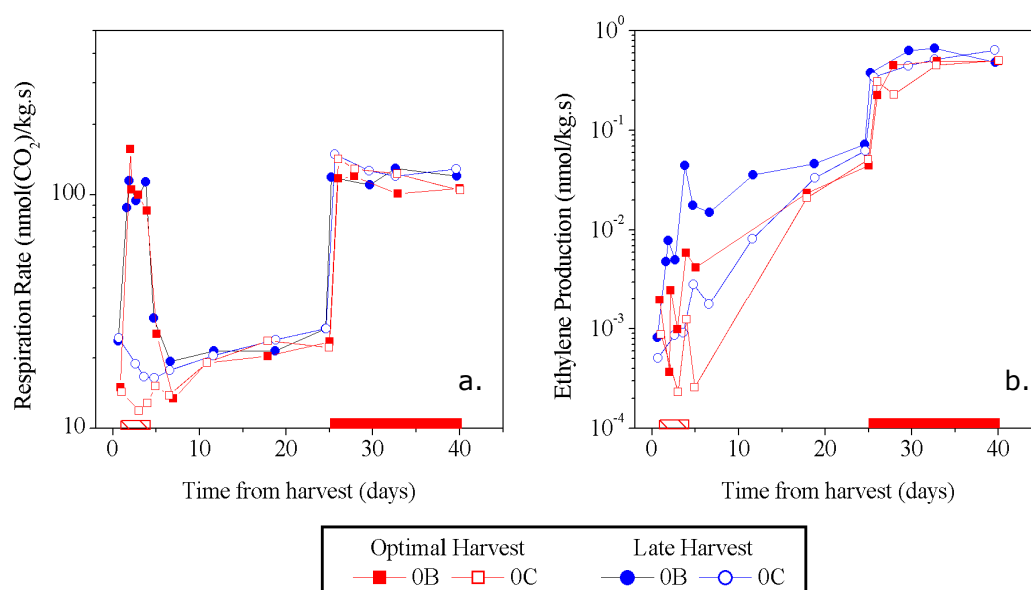 Respiration Rate (nmol(CO₂)/kg.s)
100
10
a.
0 10 20 30 40
Time from harvest (days)
Ethylene Production (nmol/kg.s)
10⁰
10⁻¹
10⁻²
10⁻³
10⁻⁴
b.
0 10 20 30 40
Time from harvest (days)
Optimal Harvest Late Harvest
0B 0C 0B 0C